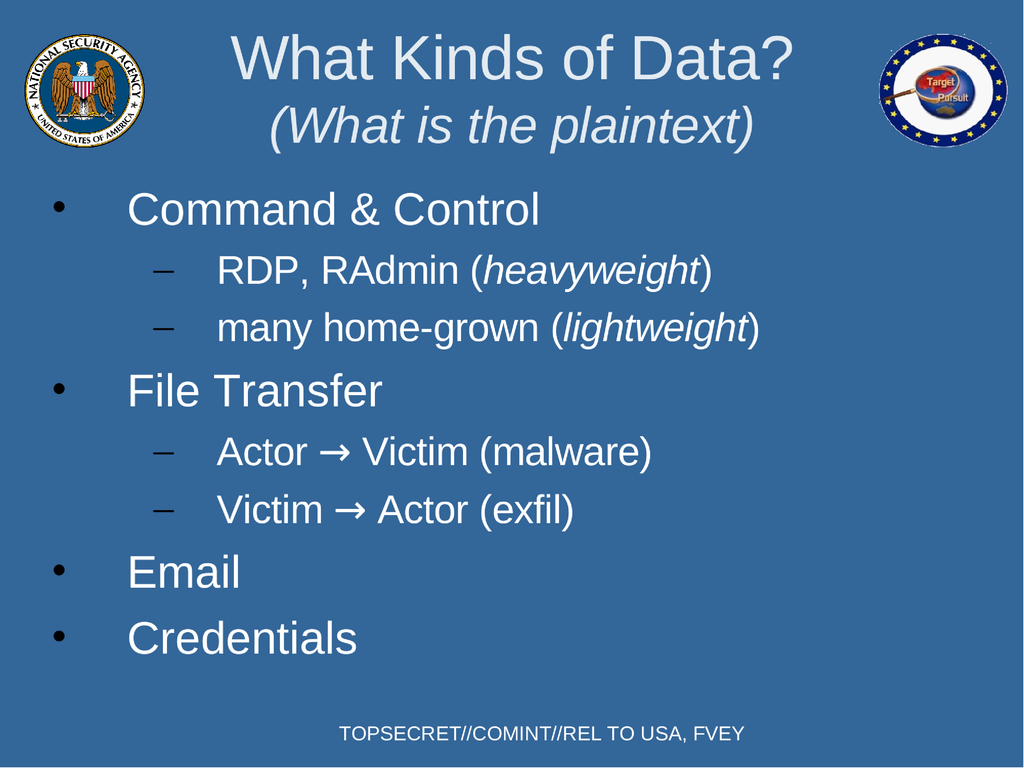 NATIONAL SECURITY AGENCY
UNITED STATES OF AMERICA
What Kinds of Data?
(What is the plaintext)
Target
Pursuit
• Command & Control
– RDP, RAdmin (heavyweight)
– many home-grown (lightweight)
• File Transfer
– Actor → Victim (malware)
– Victim → Actor (exfil)
• Email
• Credentials
TOPSECRET//COMINT//REL TO USA, FVEY